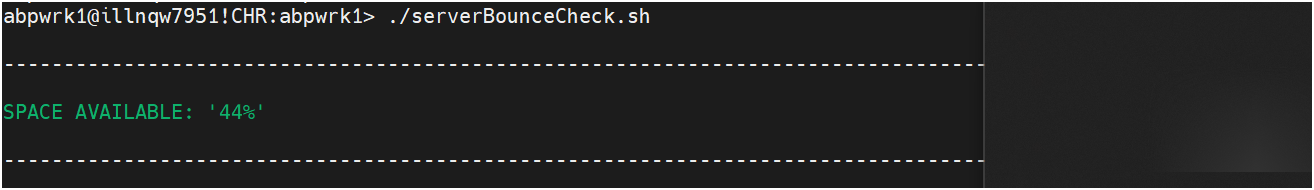 abpwrk1@illnqw7951!CHR:abpwrk1> ./serverBounceCheck.sh
----------------------------------------------------------------------------------
SPACE AVAILABLE: '44%'
----------------------------------------------------------------------------------